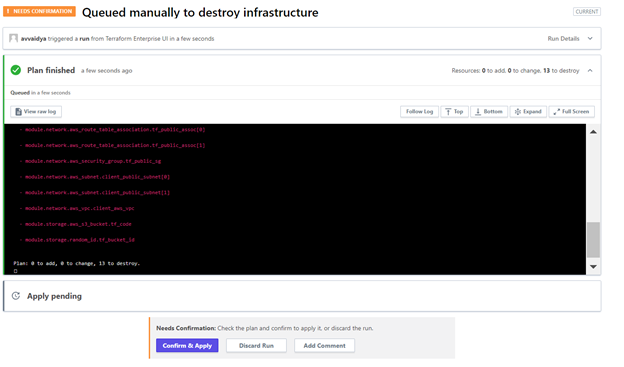 ! NEEDS CONFIRMATION Queued manually to destroy infrastructure CURRENT
avvaidya triggered a run from Terraform Enterprise UI in a few seconds Run Details
Plan finished a few seconds ago Resources: 0 to add, 0 to change, 13 to destroy
Queued in a few seconds
View raw log Follow Log Top Bottom Expand Full Screen
- module.network.aws_route_table_association.tf_public_assoc[0]
- module.network.aws_route_table_association.tf_public_assoc[1]
- module.network.aws_security_group.tf_public_sg
- module.network.aws_subnet.client_public_subnet[0]
- module.network.aws_subnet.client_public_subnet[1]
- module.network.aws_vpc.client_aws_vpc
- module.storage.aws_s3_bucket.tf_code
- module.storage.random_id.tf_bucket_id
Plan: 0 to add, 0 to change, 13 to destroy.
Apply pending
Needs Confirmation: Check the plan and confirm to apply it, or discard the run.
Confirm & Apply Discard Run Add Comment